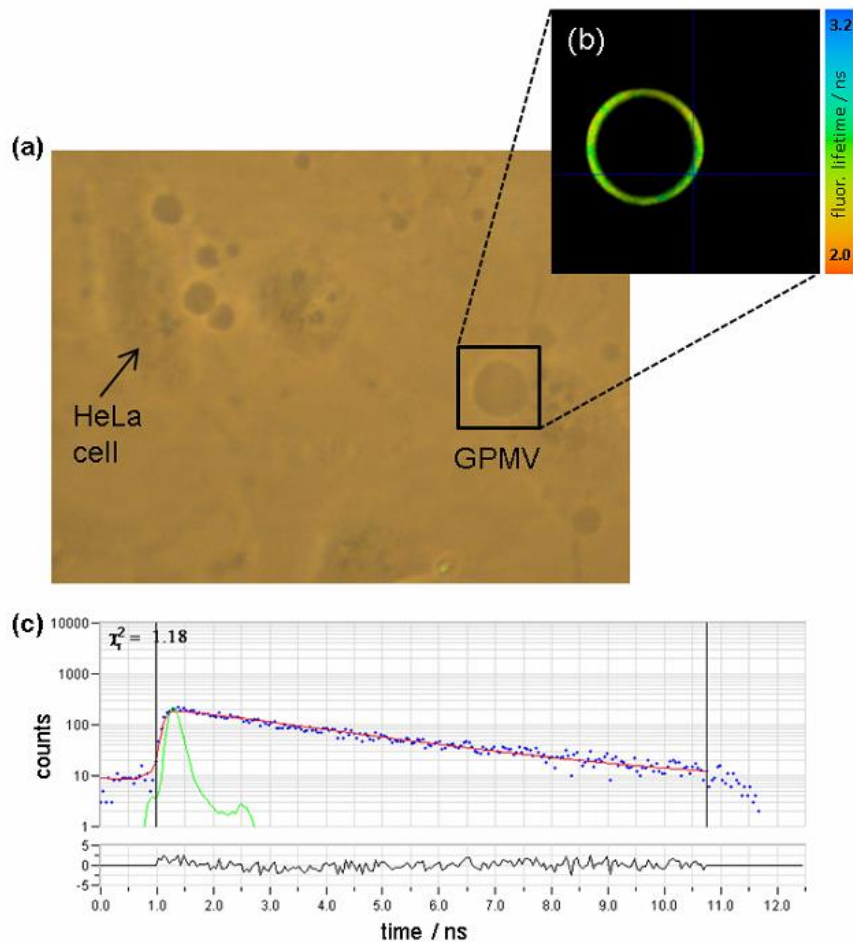 (b)
3.2
fluor. lifetime / ns
2.0
(a)
HeLa
cell
GPMV
(c)
χr² = 1.18
10000
1000
100
10
1
counts
5
0
-5
0.0 1.0 2.0 3.0 4.0 5.0 6.0 7.0 8.0 9.0 10.0 11.0 12.0
time / ns